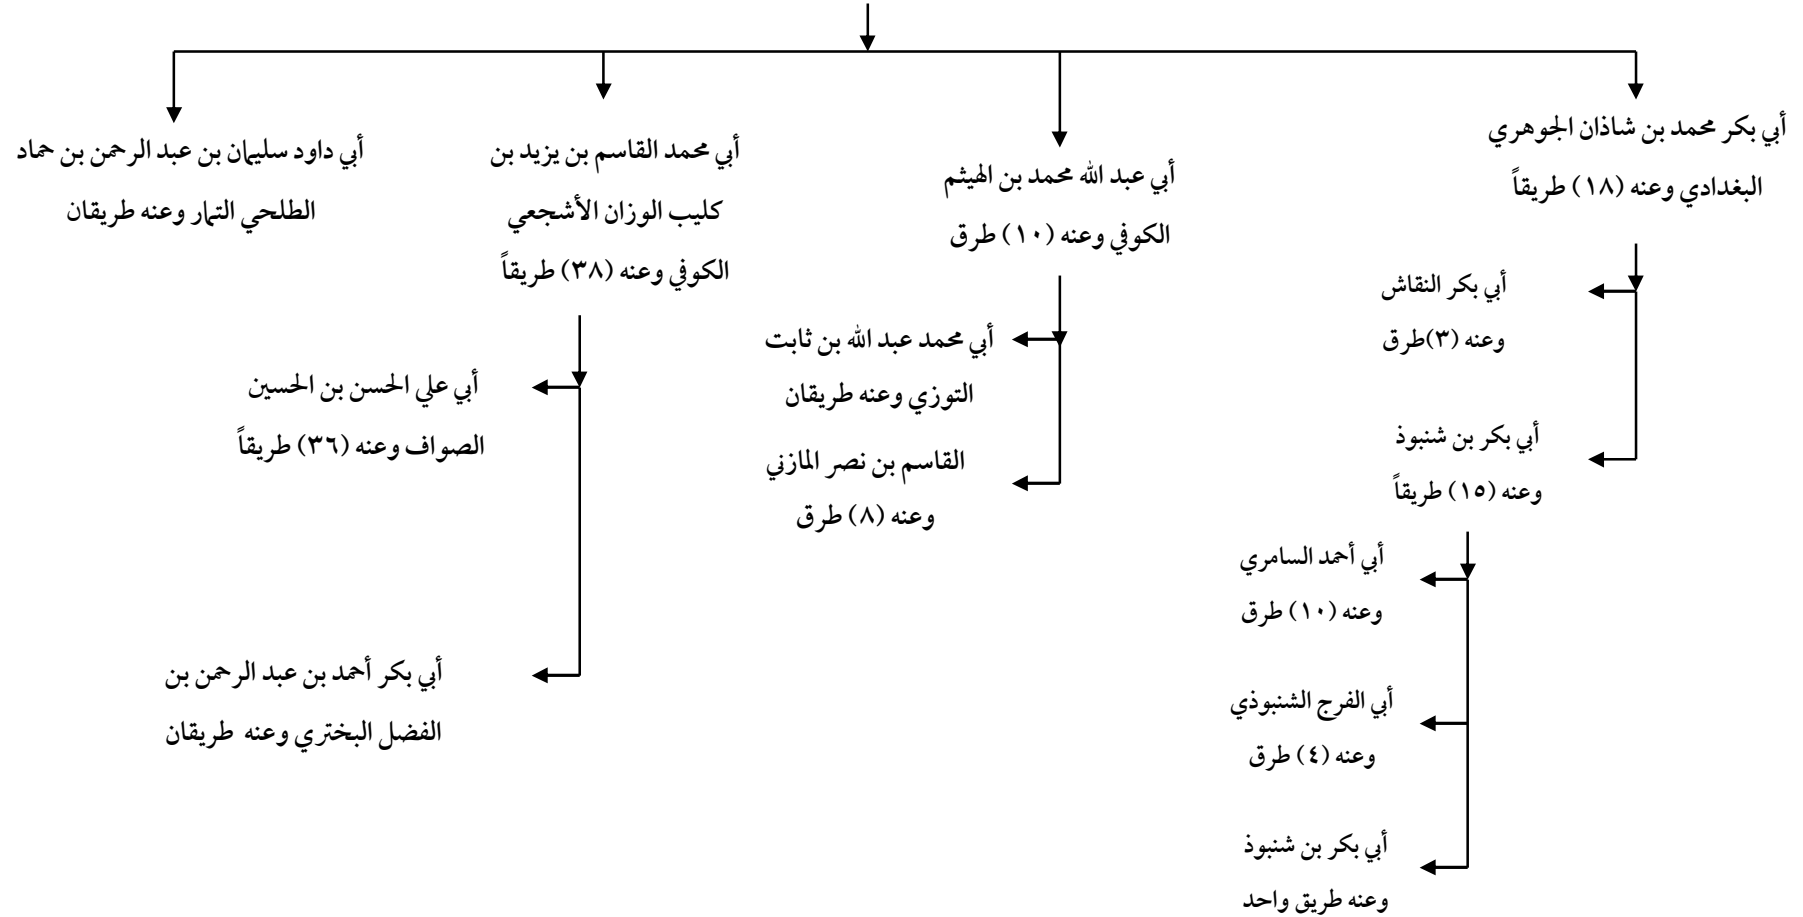 أبي بكر محمد بن شاذان الجوهري
البغدادي وعنه (١٨) طريقاً
أبي بكر النقاش
وعنه (٣)طرق
أبي بكر بن شنبوذ
وعنه (١٥) طريقاً
أبي أحمد السامري
وعنه (١٠) طرق
أبي الفرج الشنبوذي
وعنه (٤) طرق
أبي بكر بن شنبوذ
وعنه طريق واحد
أبي عبد الله محمد بن الهيثم
الكوفي وعنه (١٠) طرق
أبي محمد عبد الله بن ثابت
التوزي وعنه طريقان
القاسم بن نصر المازني
وعنه (٨) طرق
أبي محمد القاسم بن يزيد بن
كليب الوزان الأشجعي
الكوفي وعنه (٣٨) طريقاً
أبي علي الحسن بن الحسين
الصواف وعنه (٣٦) طريقاً
أبي بكر أحمد بن عبد الرحمن بن
الفضل البختري وعنه طريقان
أبي داود سليمان بن عبد الرحمن بن حماد
الطلحي التمار وعنه طريقان